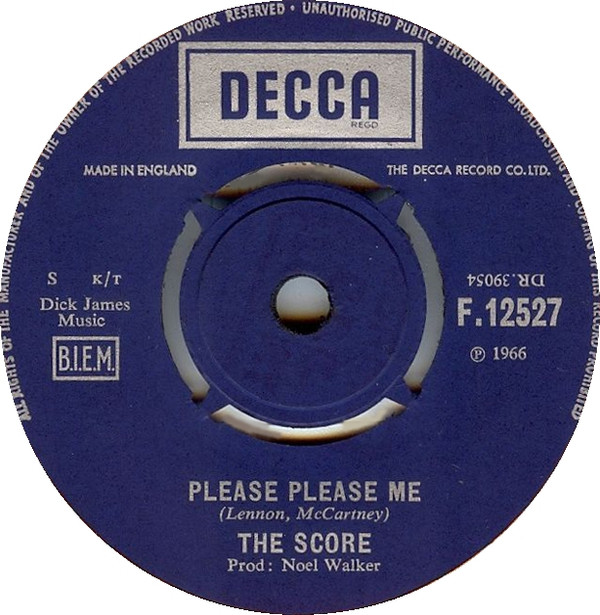 ALL RIGHTS OF THE MANUFACTURER AND OF THE OWNER OF THE RECORDED WORK RESERVED • UNAUTHORISED PUBLIC PERFORMANCE BROADCASTING AND COPYING OF THIS RECORD PROHIBITED
DECCA
REGD
MADE IN ENGLAND
THE DECCA RECORD CO. LTD.
S K/T
DR.39054
Dick James
Music
F.12527
B.I.E.M.
℗ 1966
PLEASE PLEASE ME
(Lennon, McCartney)
THE SCORE
Prod: Noel Walker